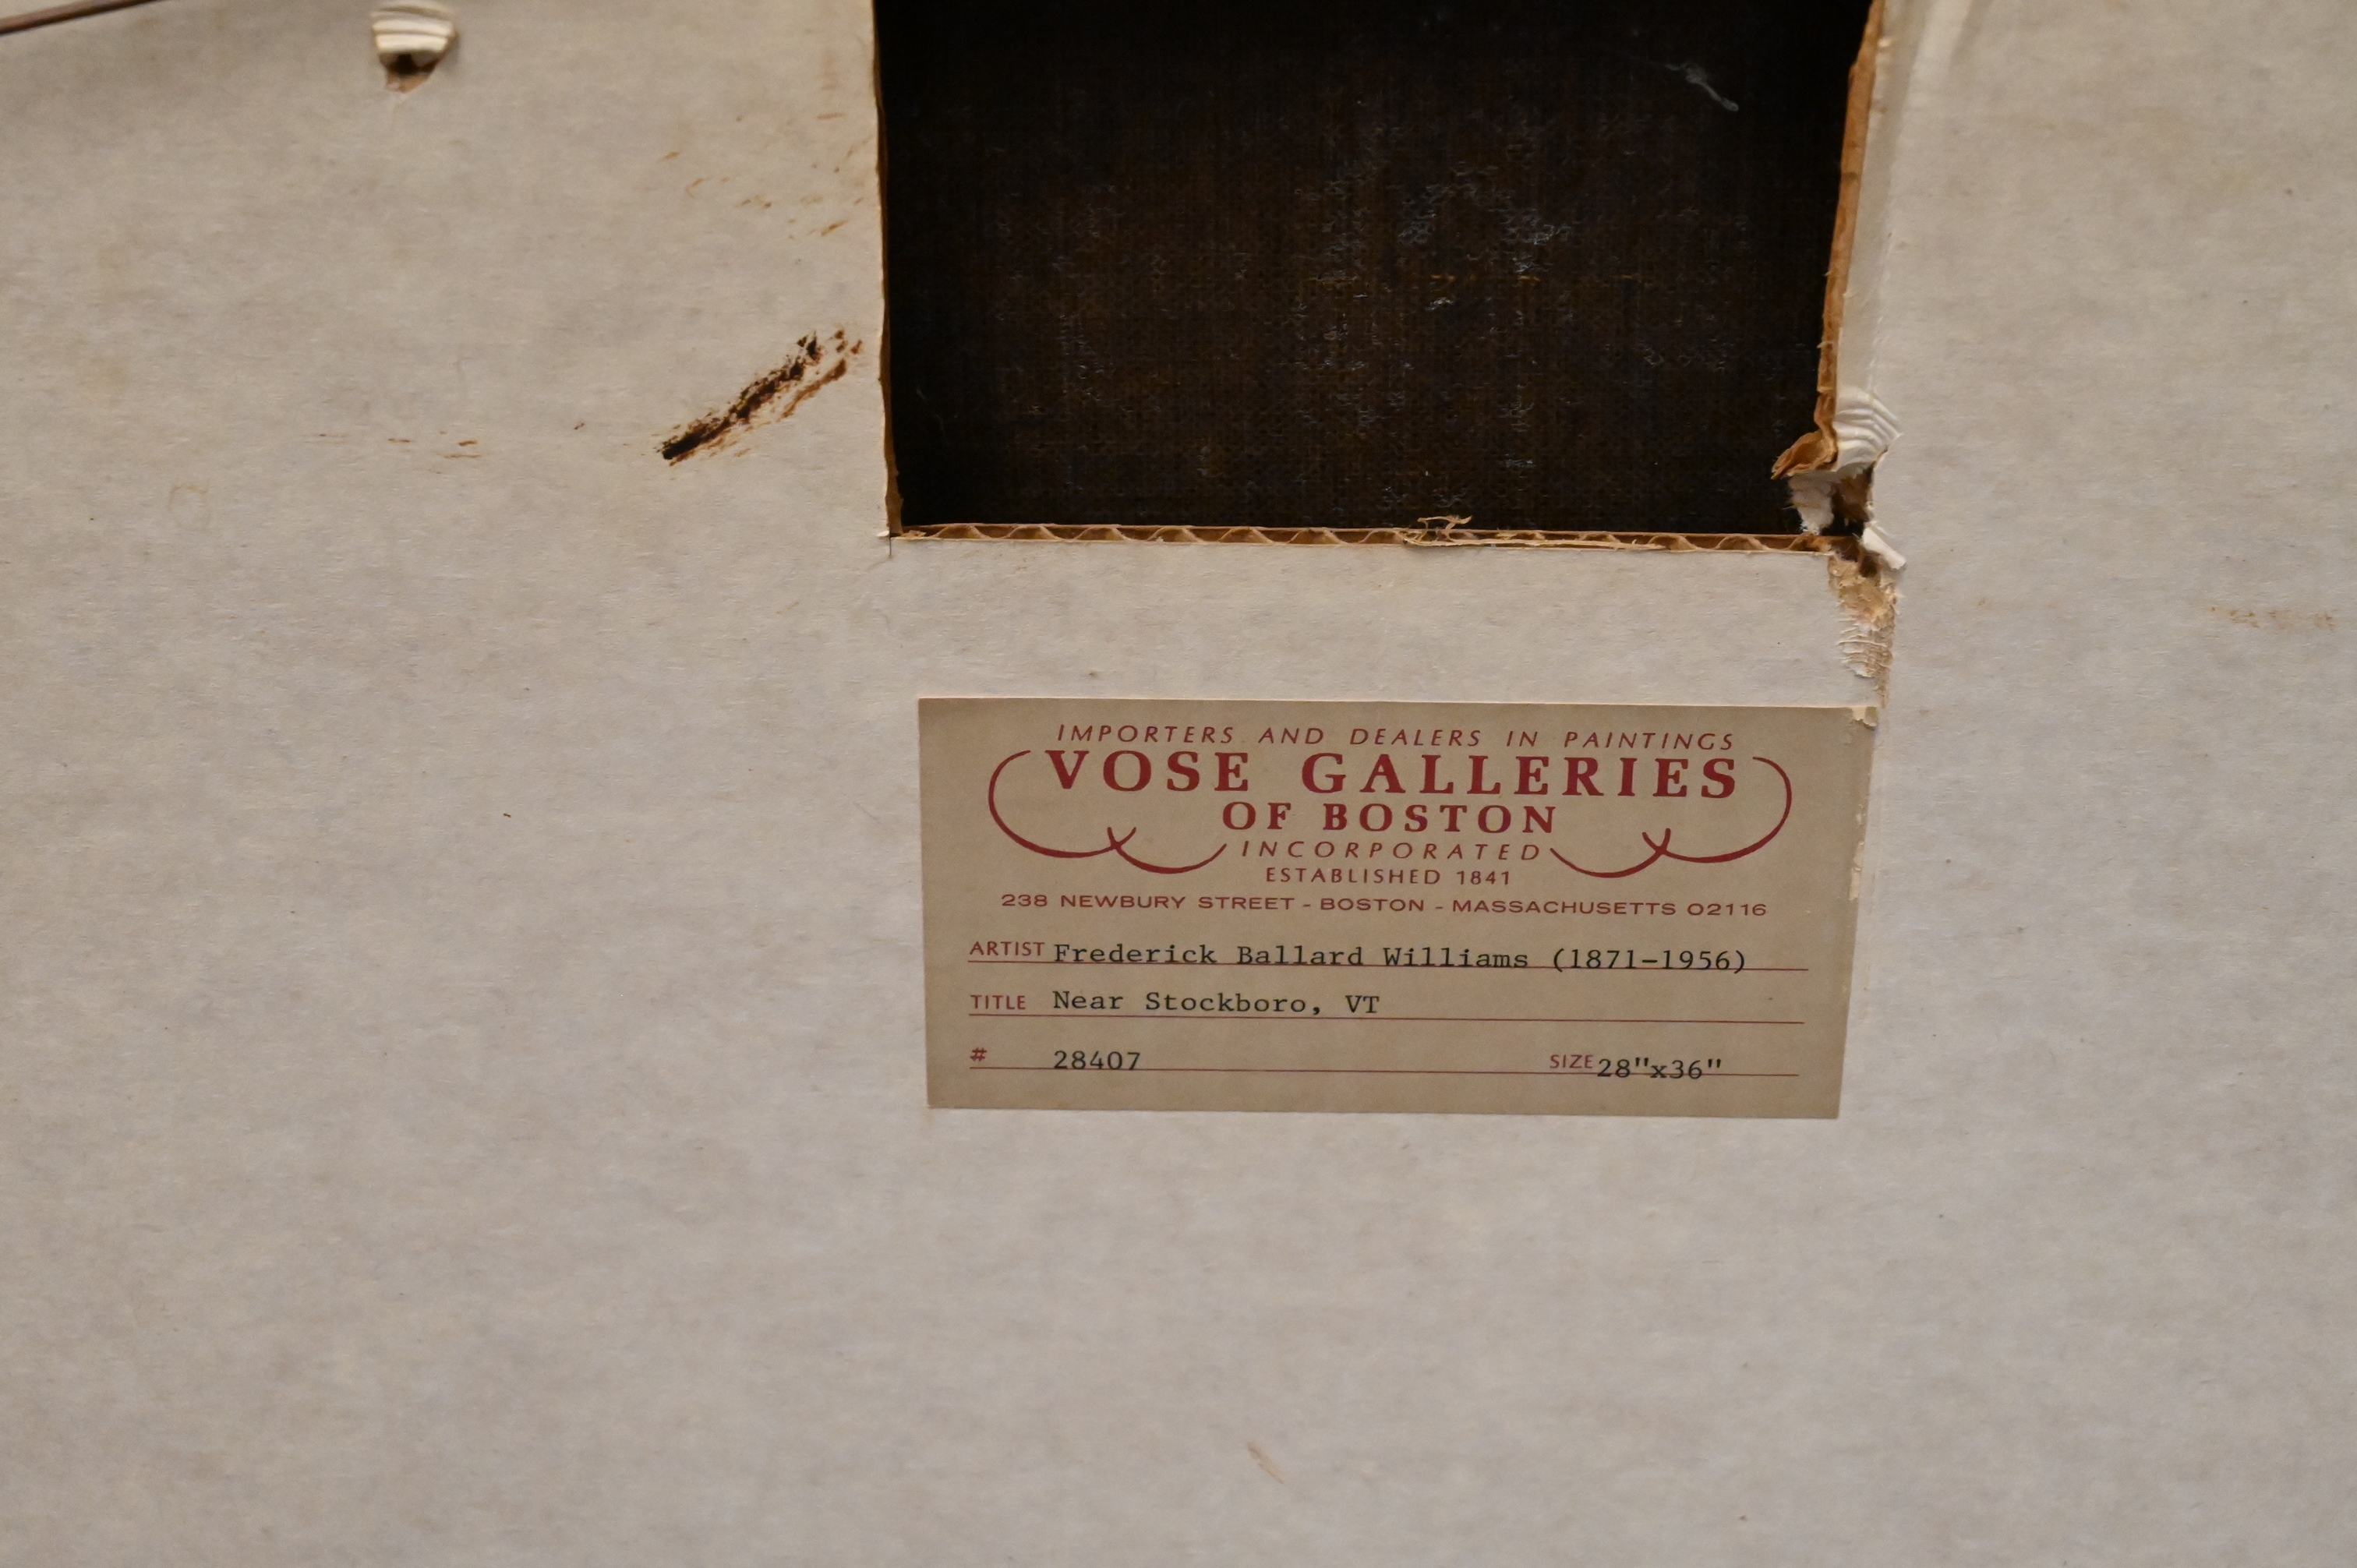 IMPORTERS AND DEALERS IN PAINTINGS
VOSE GALLERIES
OF BOSTON
INCORPORATED
ESTABLISHED 1841
238 NEWBURY STREET - BOSTON - MASSACHUSETTS 02116
ARTIST Frederick Ballard Williams (1871-1956)
TITLE Near Stockboro, VT
# 28407 SIZE 28"x36"